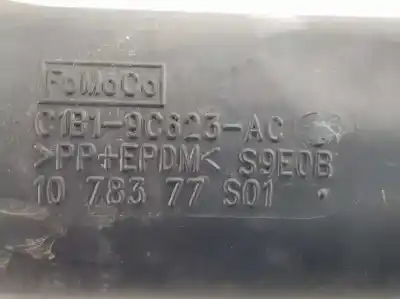 FoMoCo
C1B1-9C623-AC
>PP+EPDM< S9E0B
10 783 77 S01